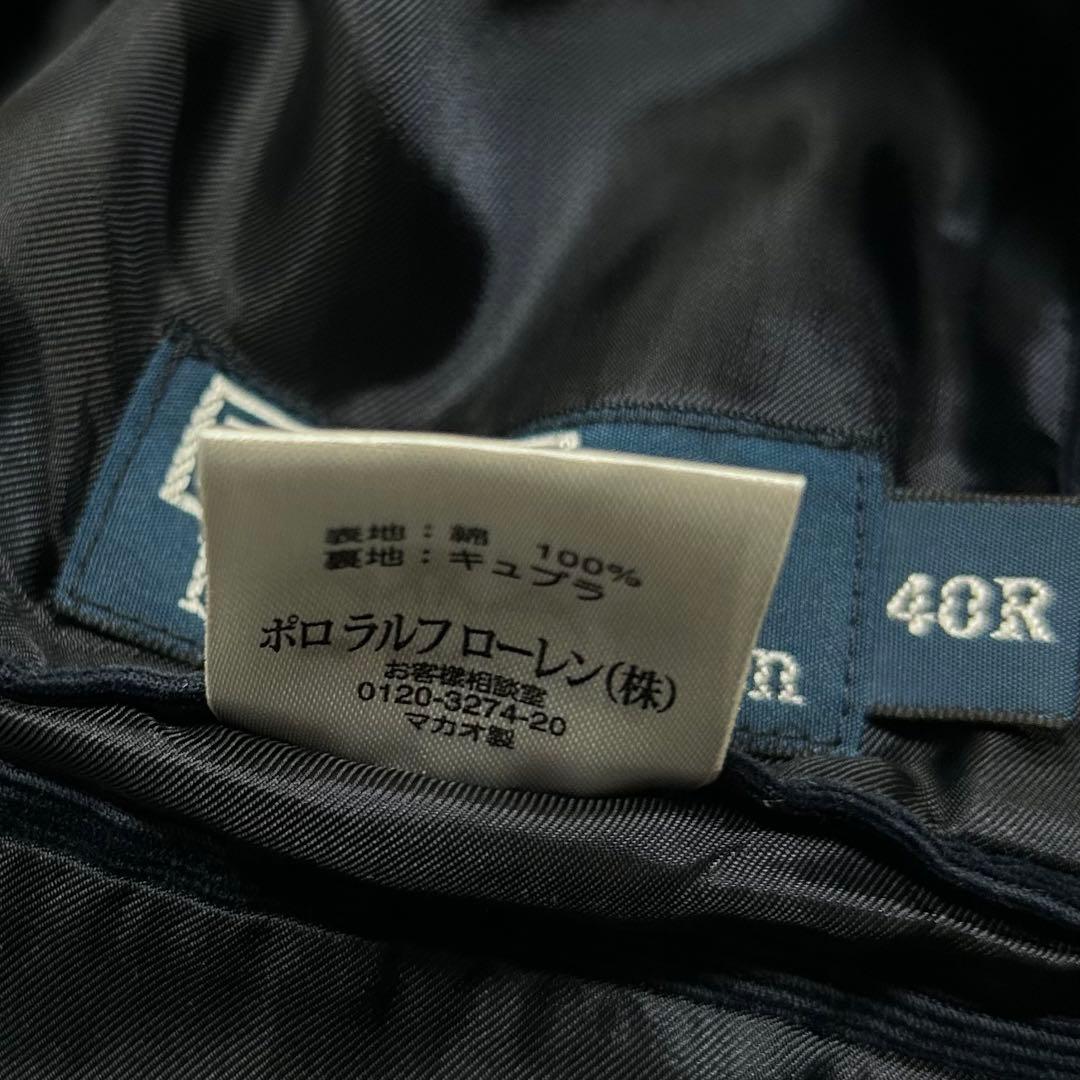 表地：綿 100%
裏地：キュプラ
ポロ ラルフ ローレン(株)
お客様相談室
0120-3274-20
マカオ製
40R